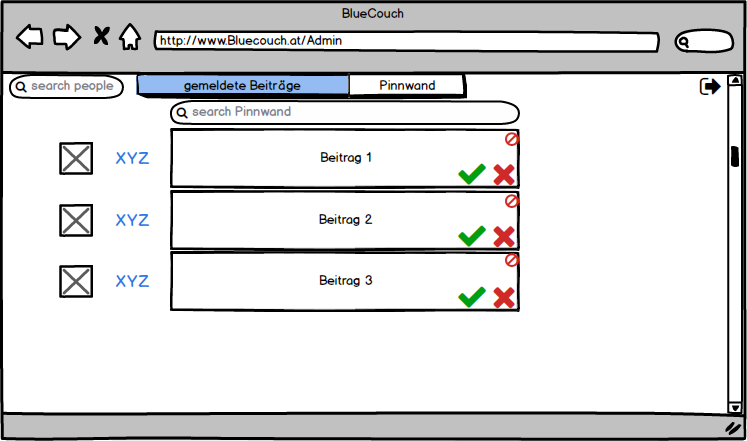 BlueCouch
http://www.Bluecouch.at/Admin
search people
gemeldete Beiträge
Pinnwand
search Pinnwand
XYZ
Beitrag 1
XYZ
Beitrag 2
XYZ
Beitrag 3